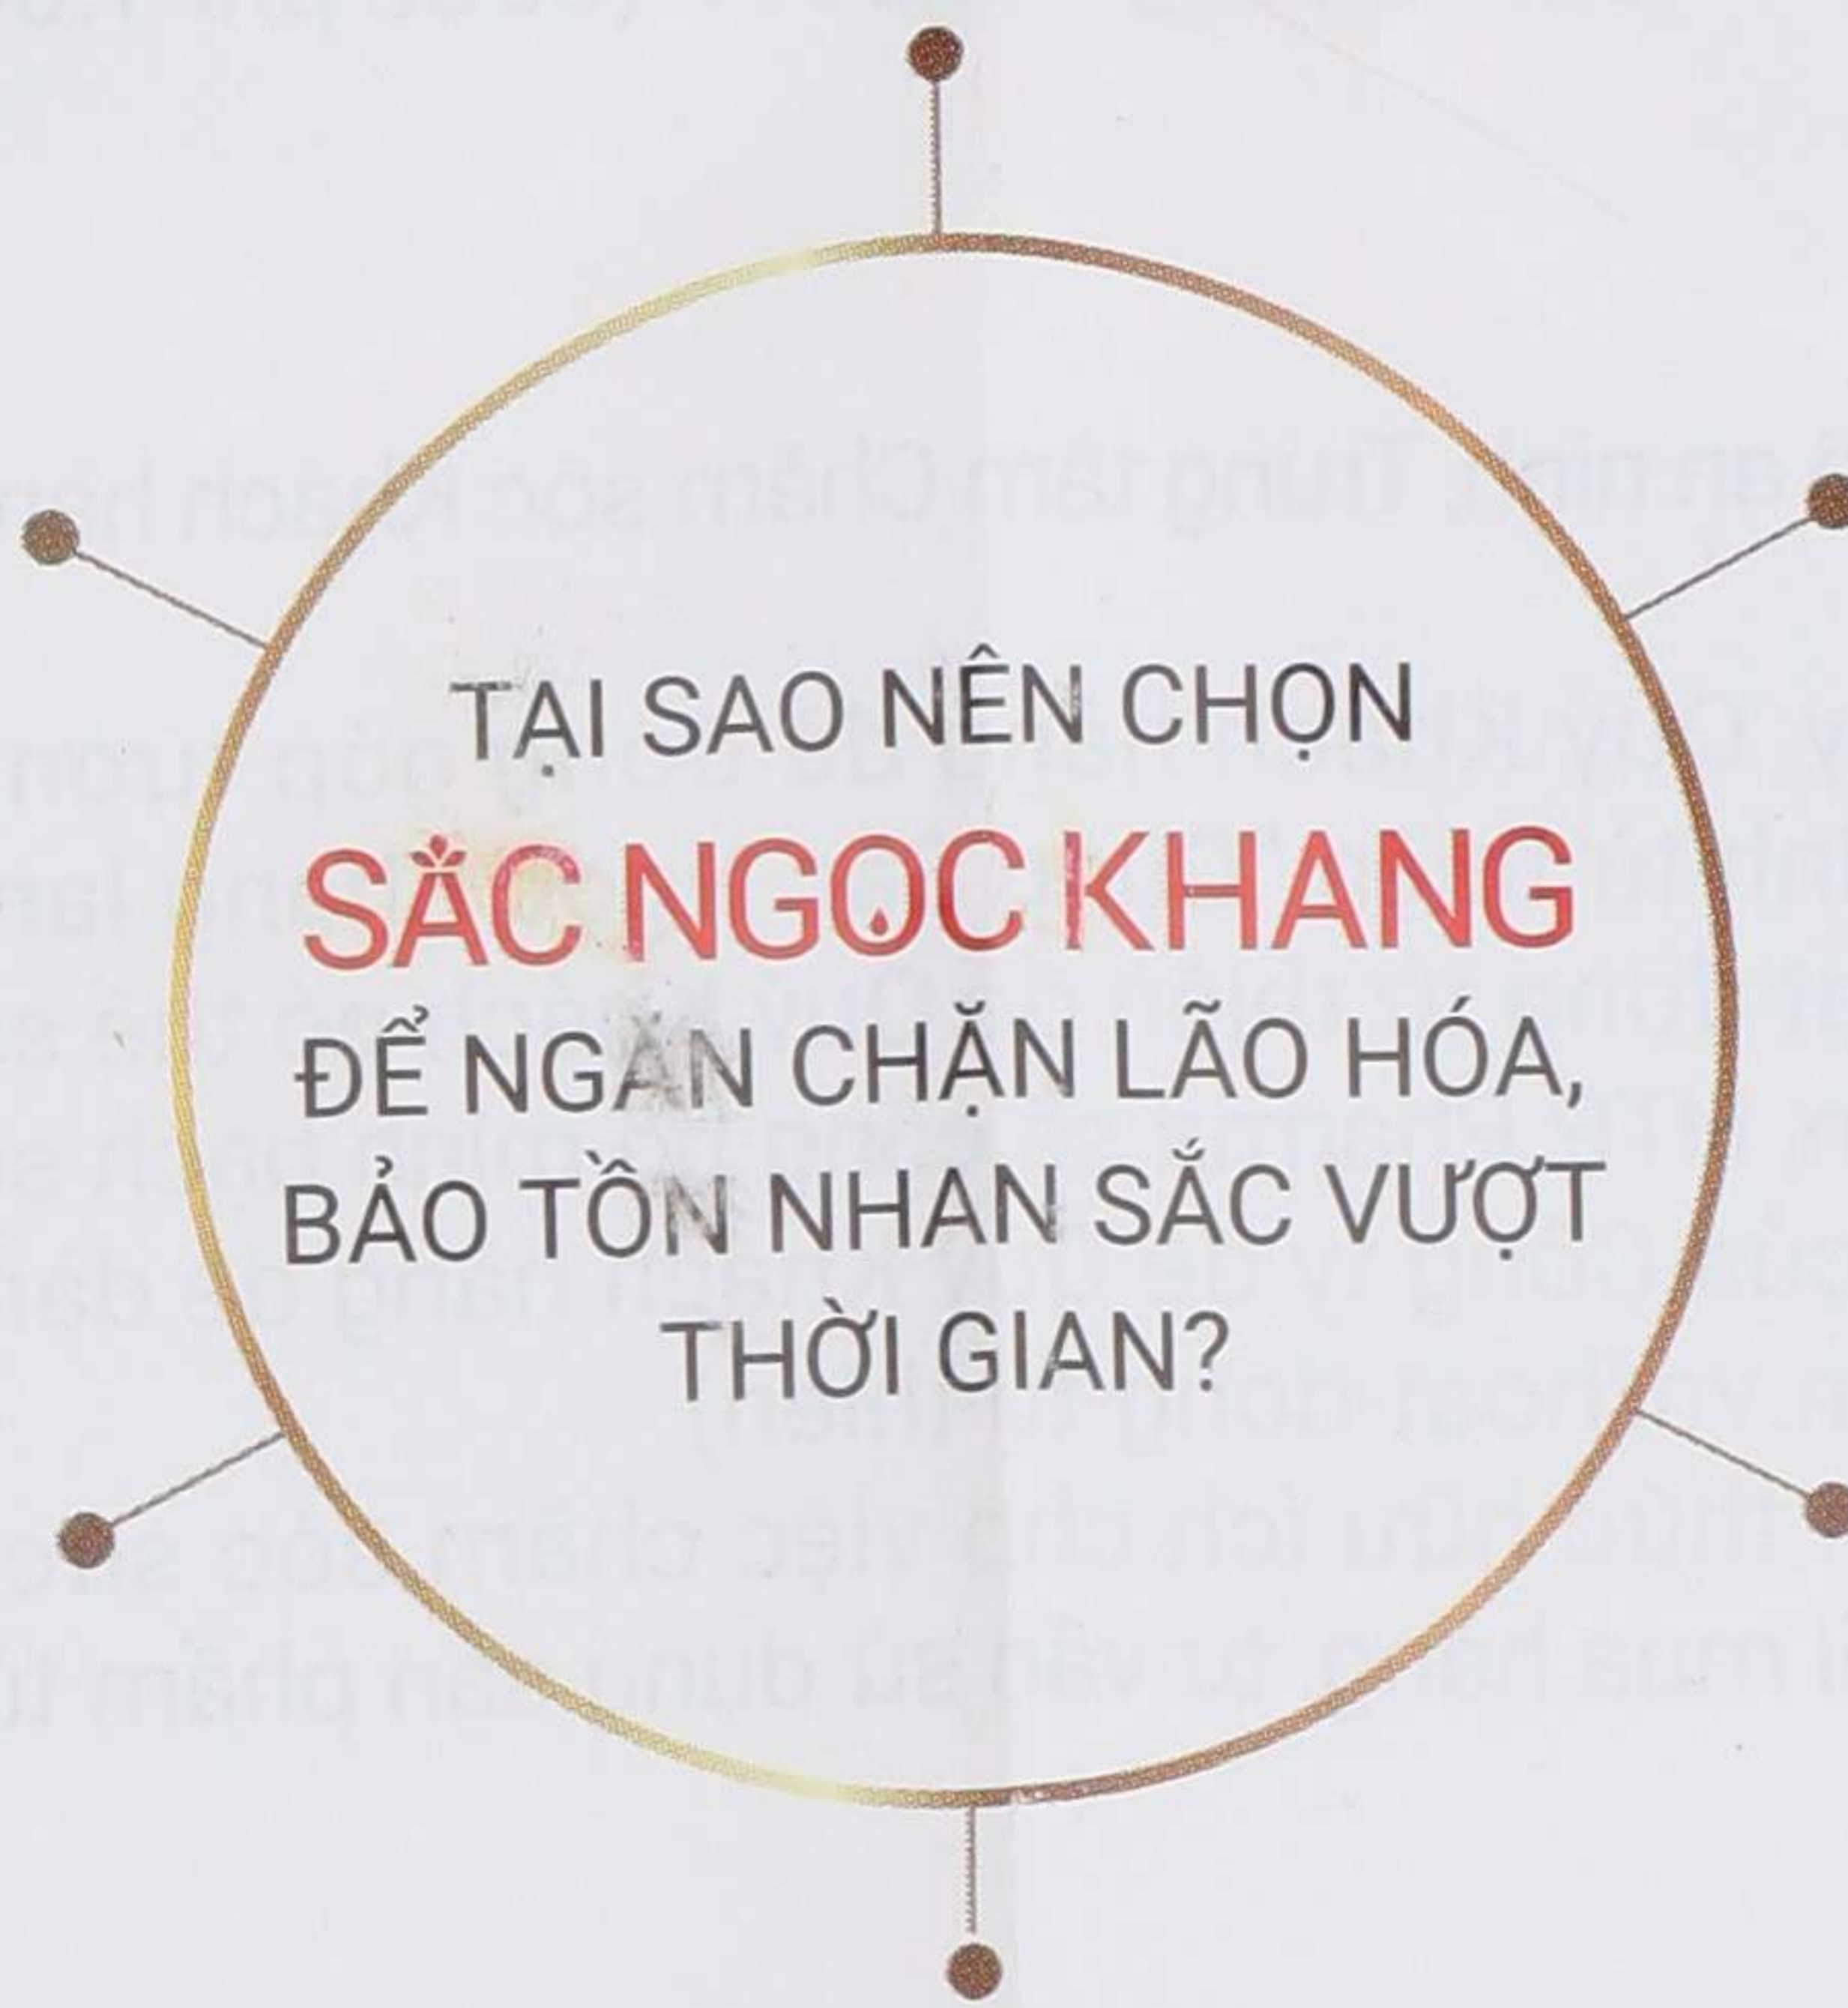 TẠI SAO NÊN CHỌN
SẮC NGỌC KHANG
ĐỂ NGĂN CHẶN LÃO HÓA,
BẢO TỒN NHAN SẮC VƯỢT
THỜI GIAN?